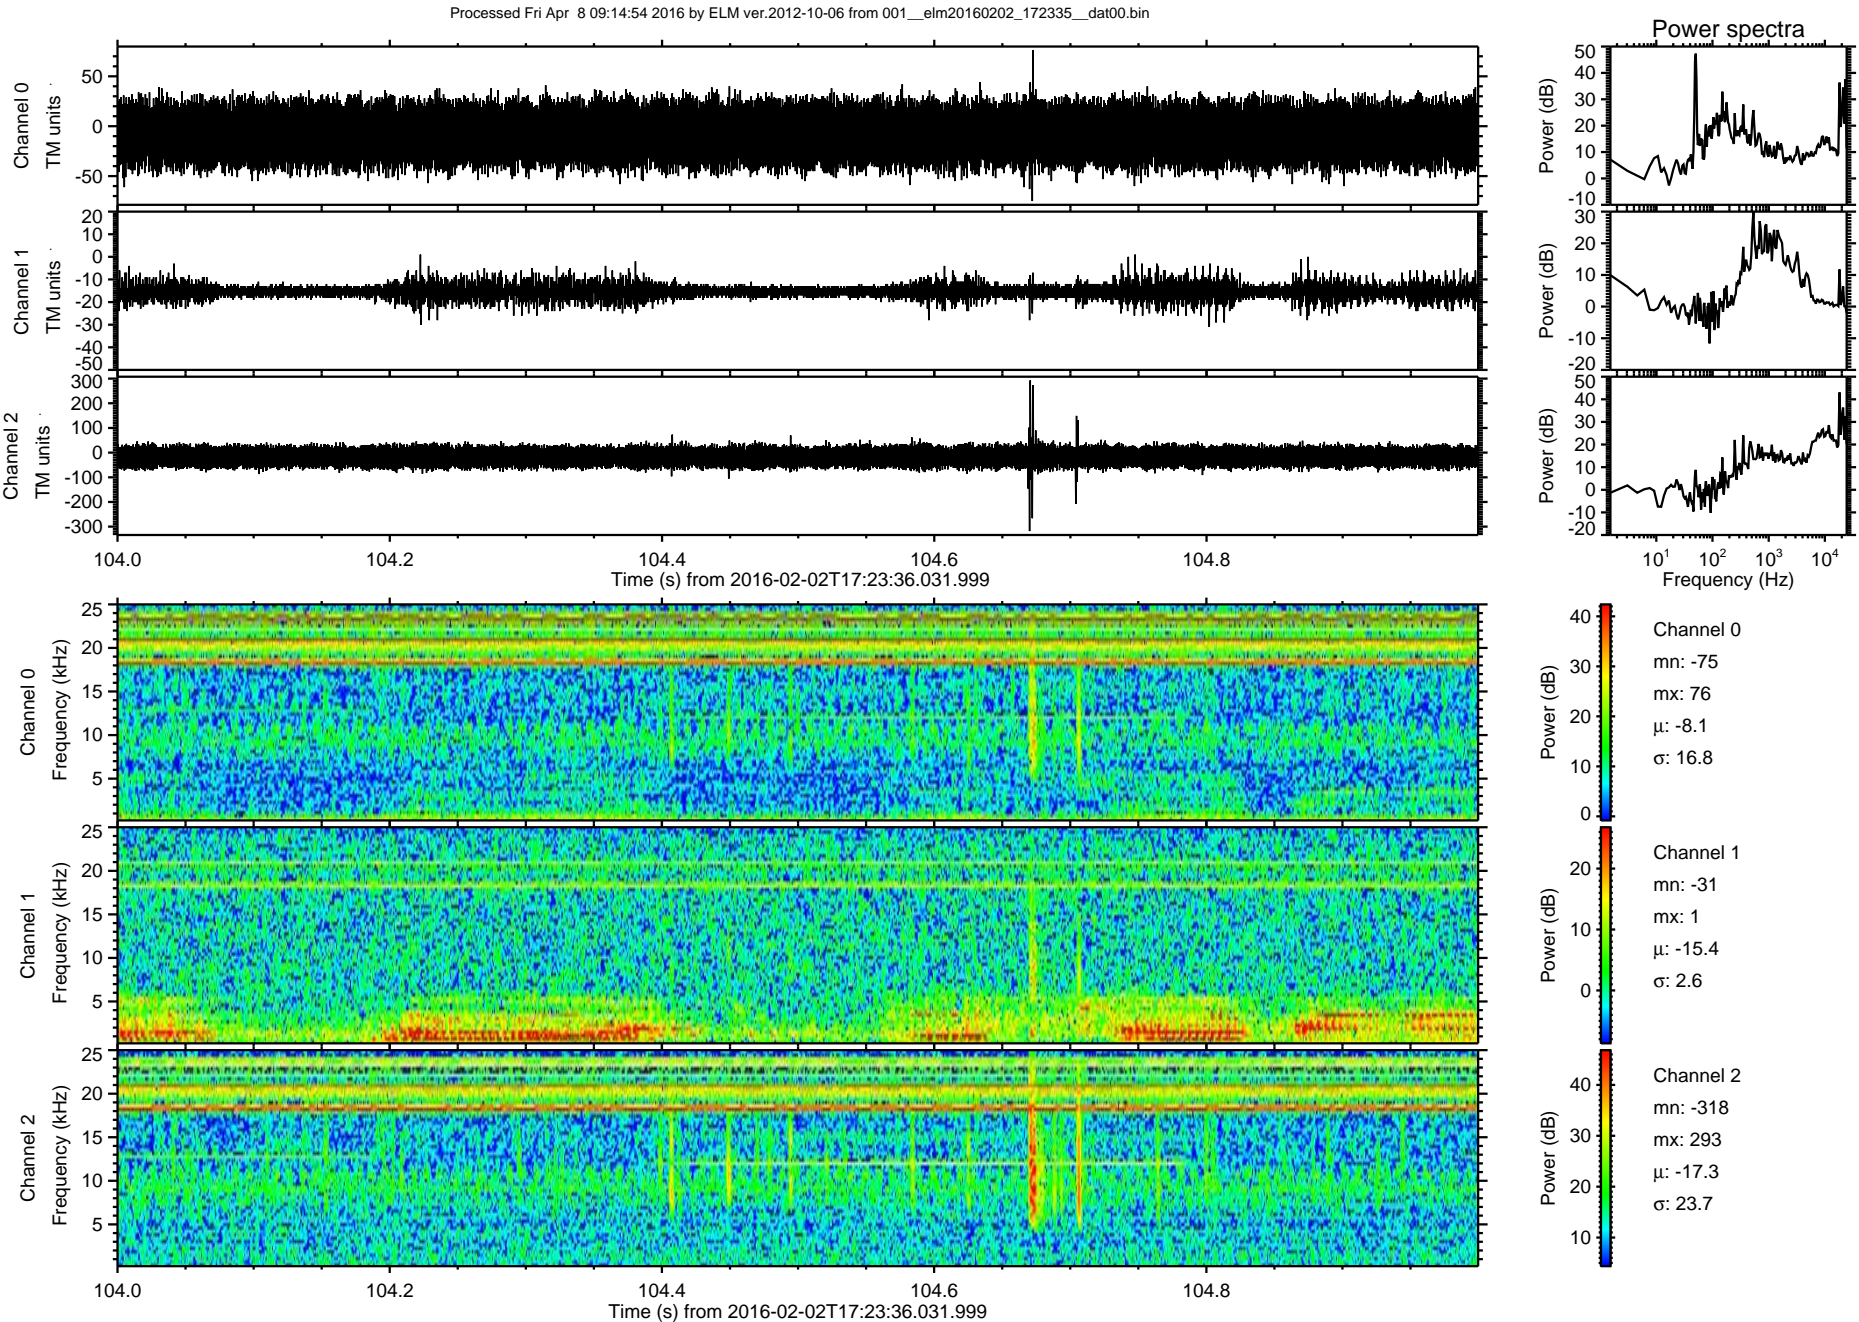 Processed Fri Apr  8 09:14:54 2016 by ELM ver.2012-10-06 from 001__elm20160202_172335__dat00.bin
Power spectra
Channel 0
TM units
50
0
-50
Power (dB)
50
40
30
20
10
0
-10
Channel 1
TM units
20
10
0
-10
-20
-30
-40
-50
Power (dB)
30
20
10
0
-10
-20
Channel 2
TM units
300
200
100
0
-100
-200
-300
Power (dB)
50
40
30
20
10
0
-10
-20
104.0 104.2 104.4 104.6 104.8
Time (s) from 2016-02-02T17:23:36.031.999
10^1 10^2 10^3 10^4
Frequency (Hz)
Channel 0
Frequency (kHz)
25
20
15
10
5
Power (dB)
40
30
20
10
0
Channel 0
mn: -75
mx: 76
μ: -8.1
σ: 16.8
Channel 1
Frequency (kHz)
25
20
15
10
5
Power (dB)
20
10
0
Channel 1
mn: -31
mx: 1
μ: -15.4
σ: 2.6
Channel 2
Frequency (kHz)
25
20
15
10
5
Power (dB)
40
30
20
10
Channel 2
mn: -318
mx: 293
μ: -17.3
σ: 23.7
104.0 104.2 104.4 104.6 104.8
Time (s) from 2016-02-02T17:23:36.031.999